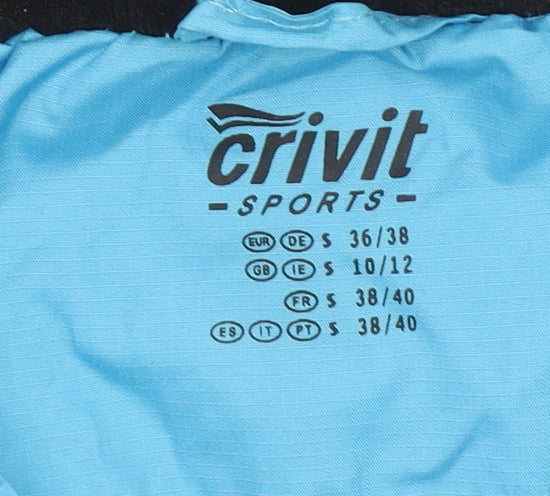 crivit
- SPORTS -
EUR DE S 36/38
GB IE S 10/12
FR S 38/40
ES IT PT S 38/40